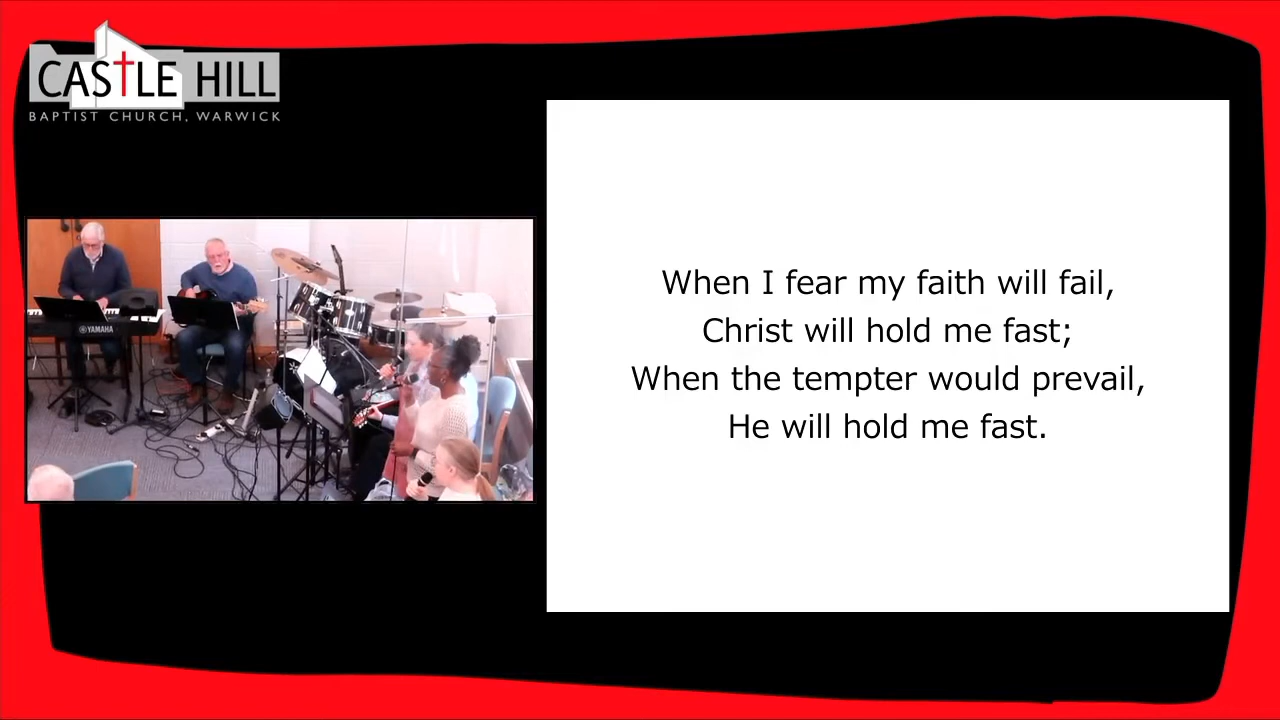 CASTLE HILL
BAPTIST CHURCH, WARWICK
YAMAHA
When I fear my faith will fail,
Christ will hold me fast;
When the tempter would prevail,
He will hold me fast.